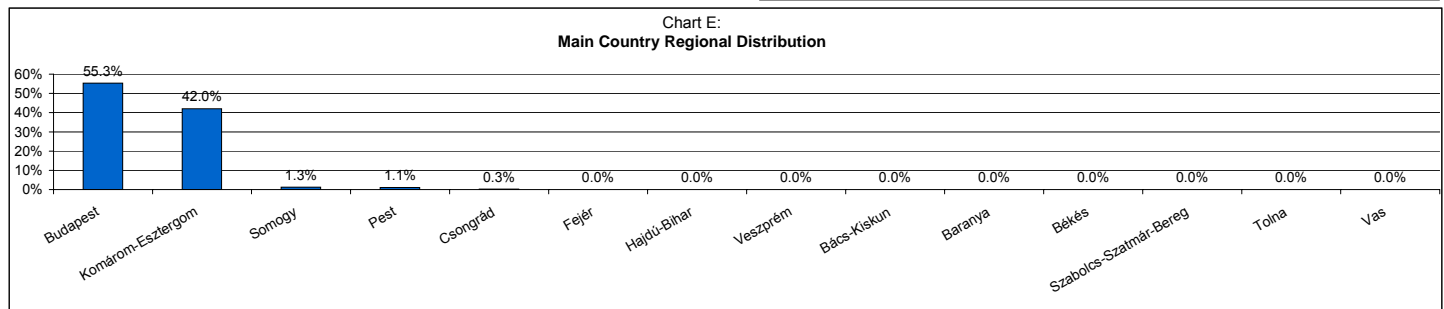 Chart E:
Main Country Regional Distribution
60%
50%
40%
30%
20%
10%
0%
55.3%
42.0%
1.3%
1.1%
0.3%
0.0%
0.0%
0.0%
0.0%
0.0%
0.0%
0.0%
0.0%
0.0%
Budapest
Komárom-Esztergom
Somogy
Pest
Csongrád
Fejér
Hajdú-Bihar
Veszprém
Bács-Kiskun
Baranya
Békés
Szabolcs-Szatmár-Bereg
Tolna
Vas